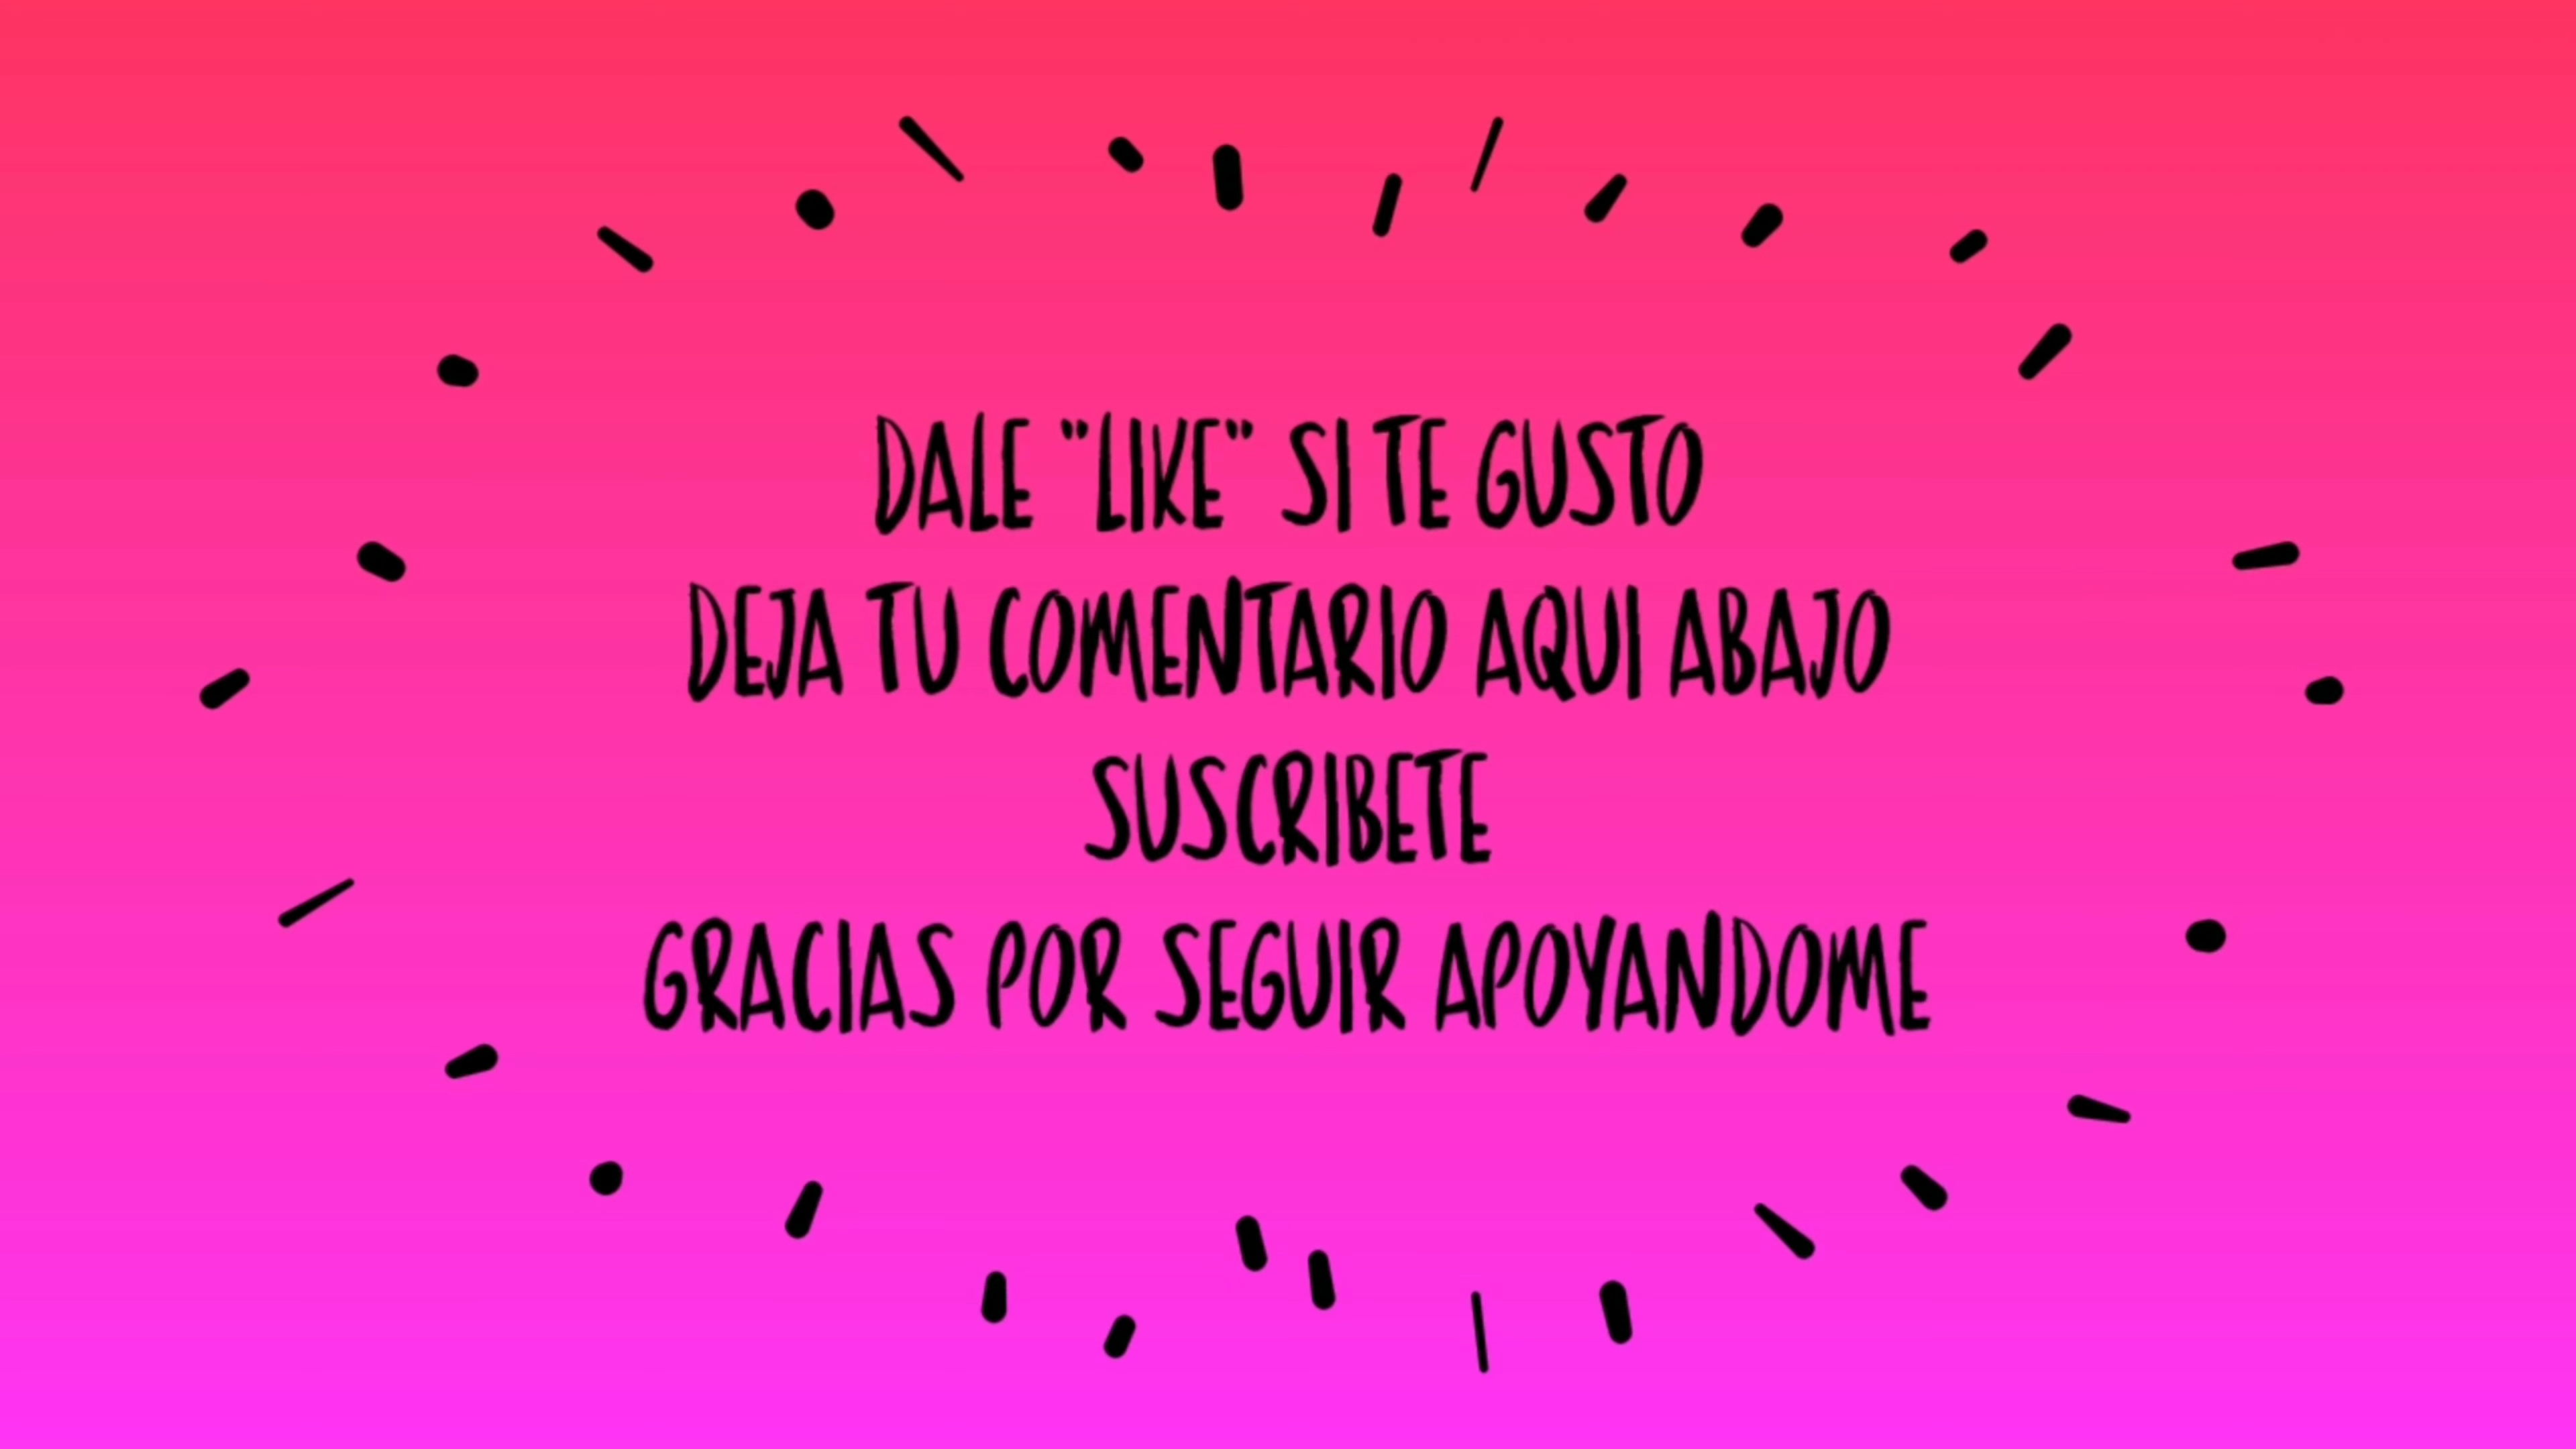 DALE "LIKE" SI TE GUSTO
DEJA TU COMENTARIO AQUI ABAJO
SUSCRIBETE
GRACIAS POR SEGUIR APOYANDOME